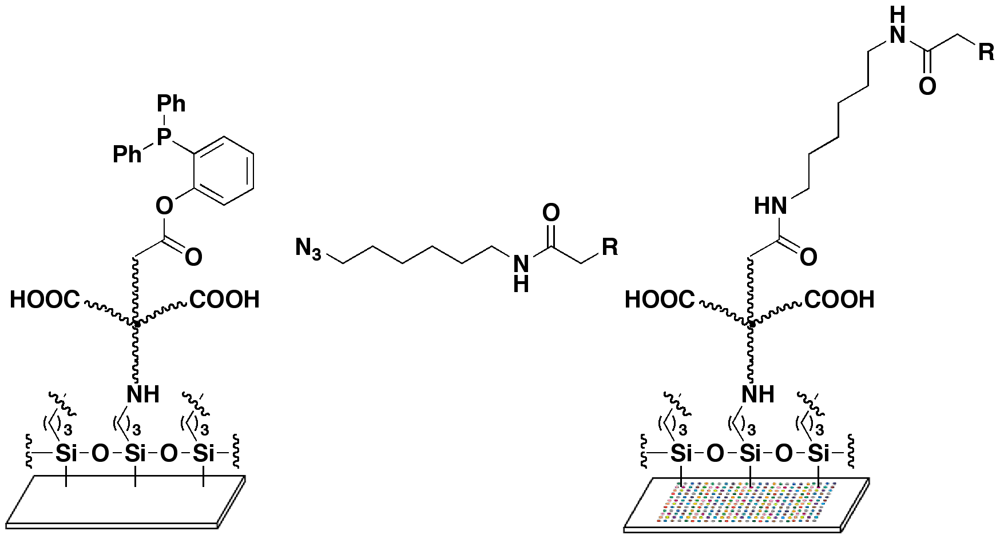 Ph
P
Ph
O
O
HOOC COOH
NH
( )3 ( )3 ( )3
Si O Si O Si
N3
O
N
H
R
H
N
R
O
HN
O
HOOC COOH
NH
( )3 ( )3 ( )3
Si O Si O Si